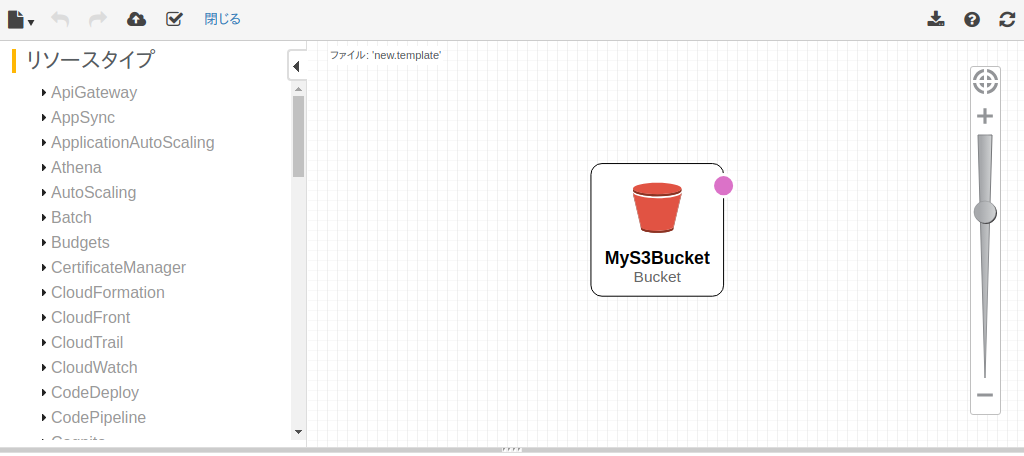 閉じる
リソースタイプ
ApiGateway
AppSync
ApplicationAutoScaling
Athena
AutoScaling
Batch
Budgets
CertificateManager
CloudFormation
CloudFront
CloudTrail
CloudWatch
CodeDeploy
CodePipeline
ファイル: 'new.template'
MyS3Bucket
Bucket